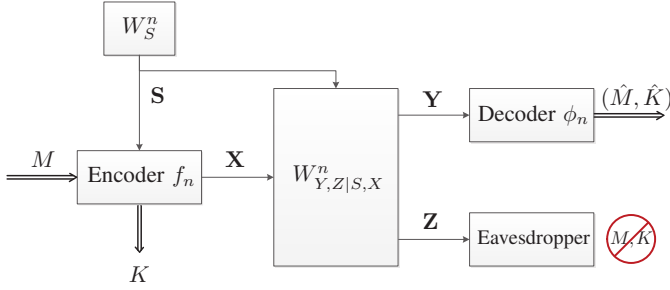 W_S^n
S
M
Encoder f_n
X
W^n_{Y,Z|S,X}
Y
Decoder ϕ_n
(M̂, K̂)
Z
Eavesdropper
M, K
K